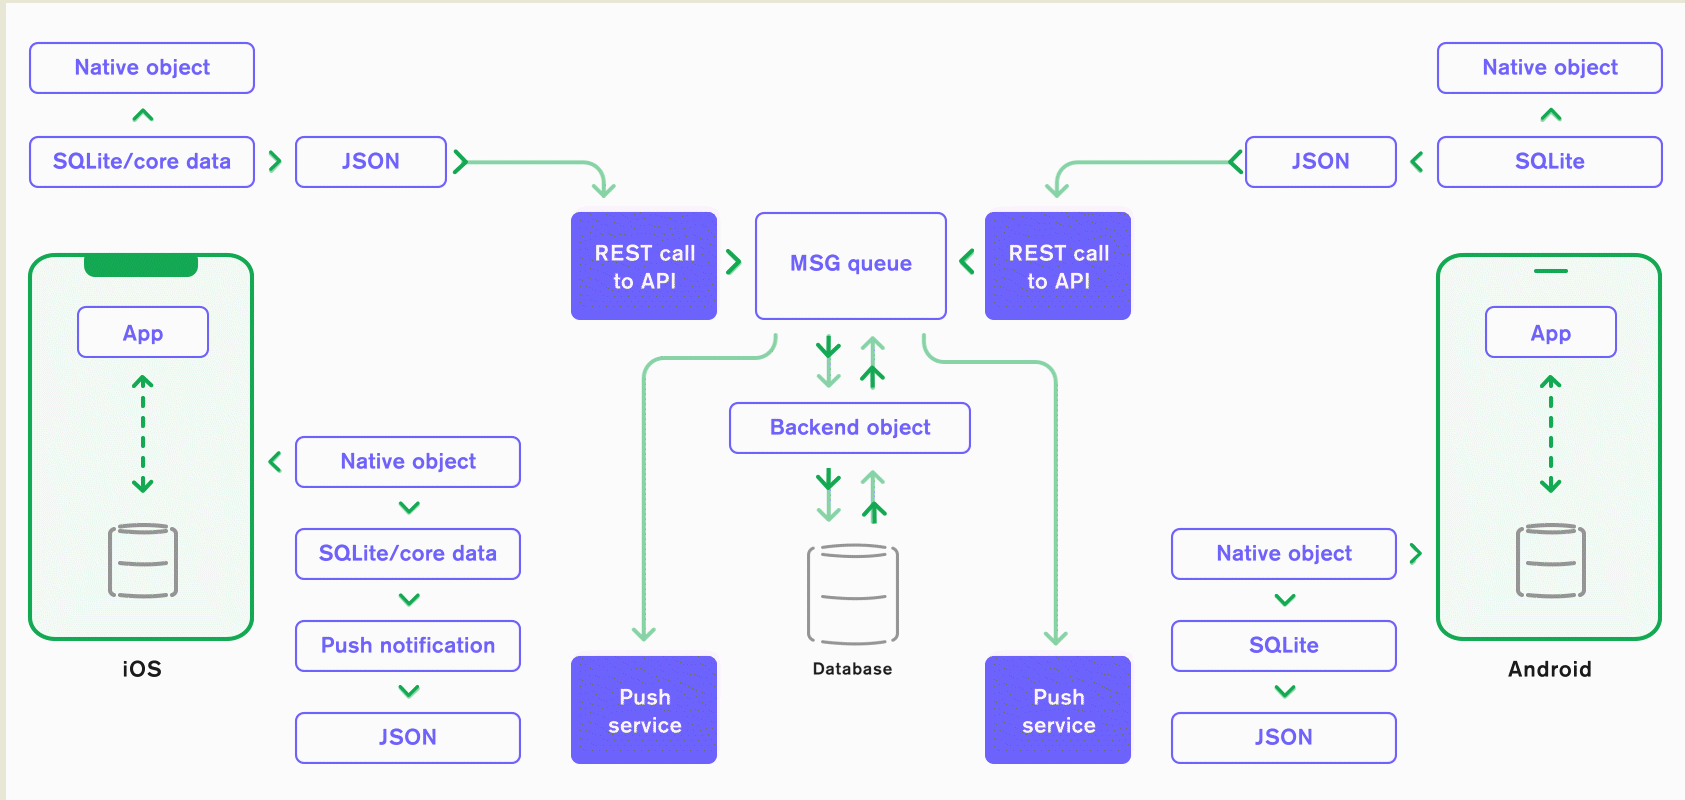 Native object
SQLite/core data
JSON
REST call
to API
MSG queue
REST call
to API
JSON
Native object
SQLite
App
iOS
Native object
SQLite/core data
Push notification
JSON
Push
service
Backend object
Database
Push
service
Native object
SQLite
JSON
App
Android